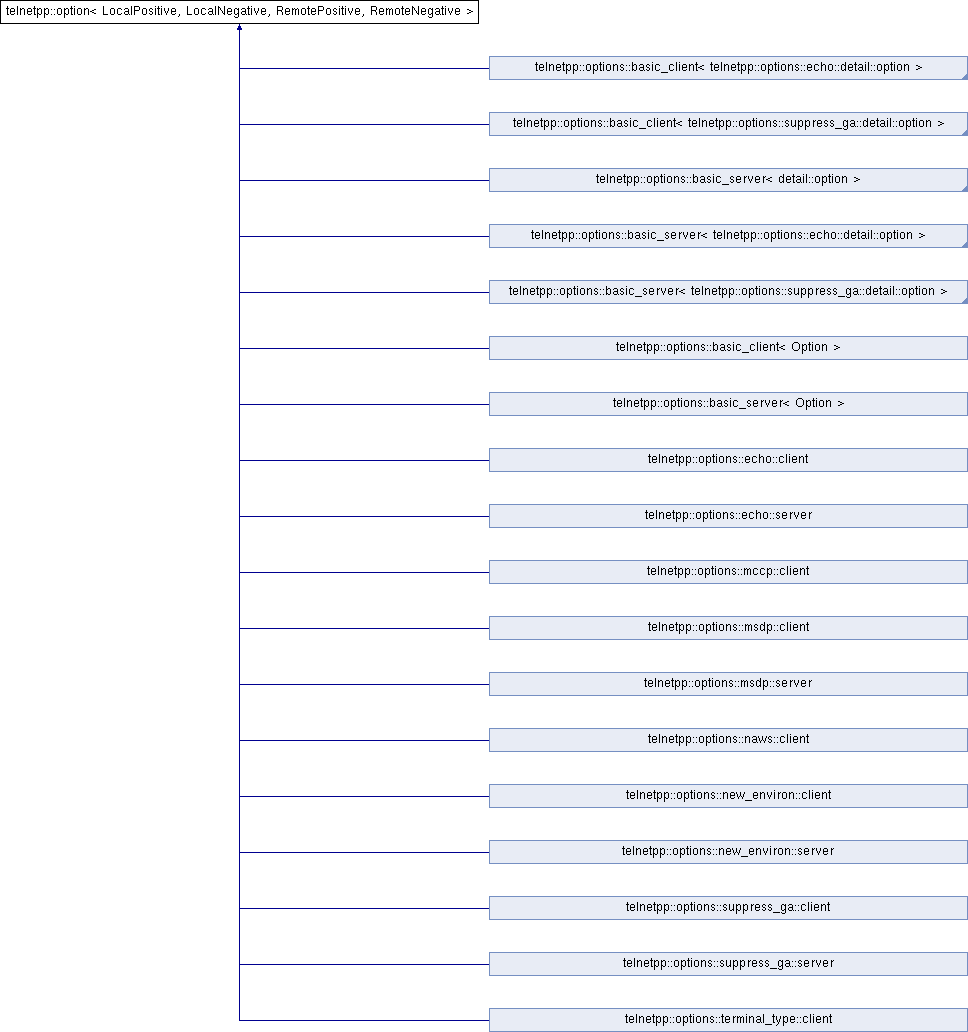 telnetpp::option< LocalPositive, LocalNegative, RemotePositive, RemoteNegative >
telnetpp::options::basic_client< telnetpp::options::echo::detail::option >
telnetpp::options::basic_client< telnetpp::options::suppress_ga::detail::option >
telnetpp::options::basic_server< detail::option >
telnetpp::options::basic_server< telnetpp::options::echo::detail::option >
telnetpp::options::basic_server< telnetpp::options::suppress_ga::detail::option >
telnetpp::options::basic_client< Option >
telnetpp::options::basic_server< Option >
telnetpp::options::echo::client
telnetpp::options::echo::server
telnetpp::options::mccp::client
telnetpp::options::msdp::client
telnetpp::options::msdp::server
telnetpp::options::naws::client
telnetpp::options::new_environ::client
telnetpp::options::new_environ::server
telnetpp::options::suppress_ga::client
telnetpp::options::suppress_ga::server
telnetpp::options::terminal_type::client